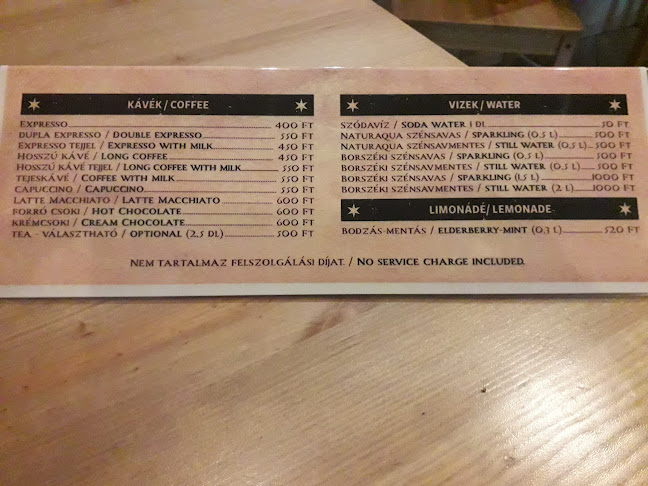 KÁVÉK / COFFEE
EXPRESSO 400 FT
DUPLA EXPRESSO / DOUBLE EXPRESSO 550 FT
EXPRESSO TEJJEL / EXPRESSO WITH MILK 450 FT
HOSSZÚ KÁVÉ / LONG COFFEE 450 FT
HOSSZÚ KÁVÉ TEJJEL / LONG COFFEE WITH MILK 550 FT
TEJESKÁVÉ / COFFEE WITH MILK 550 FT
CAPUCCINO / CAPUCCINO 550 FT
LATTE MACCHIATO / LATTE MACCHIATO 600 FT
FORRÓ CSOKI / HOT CHOCOLATE 600 FT
KRÉMCSOKI / CREAM CHOCOLATE 600 FT
TEA - VÁLASZTHATÓ / OPTIONAL (2,5 DL) 500 FT
VIZEK / WATER
SZÓDAVÍZ / SODA WATER 1 DL 50 FT
NATURAQUA SZÉNSAVAS / SPARKLING (0,5 L) 500 FT
NATURAQUA SZÉNSAVMENTES / STILL WATER (0,5 L) 500 FT
BORSZÉKI SZÉNSAVAS / SPARKLING (0,5 L) 500 FT
BORSZÉKI SZÉNSAVMENTES / STILL WATER (0,5 L) 500 FT
BORSZÉKI SZÉNSAVAS / SPARKLING (1,5 L) 1000 FT
BORSZÉKI SZÉNSAVMENTES / STILL WATER (2 L) 1000 FT
LIMONÁDÉ/ LEMONADE
BODZÁS-MENTÁS / ELDERBERRY-MINT (0,3 L) 520 FT
NEM TARTALMAZ FELSZOLGÁLÁSI DÍJAT. / NO SERVICE CHARGE INCLUDED.